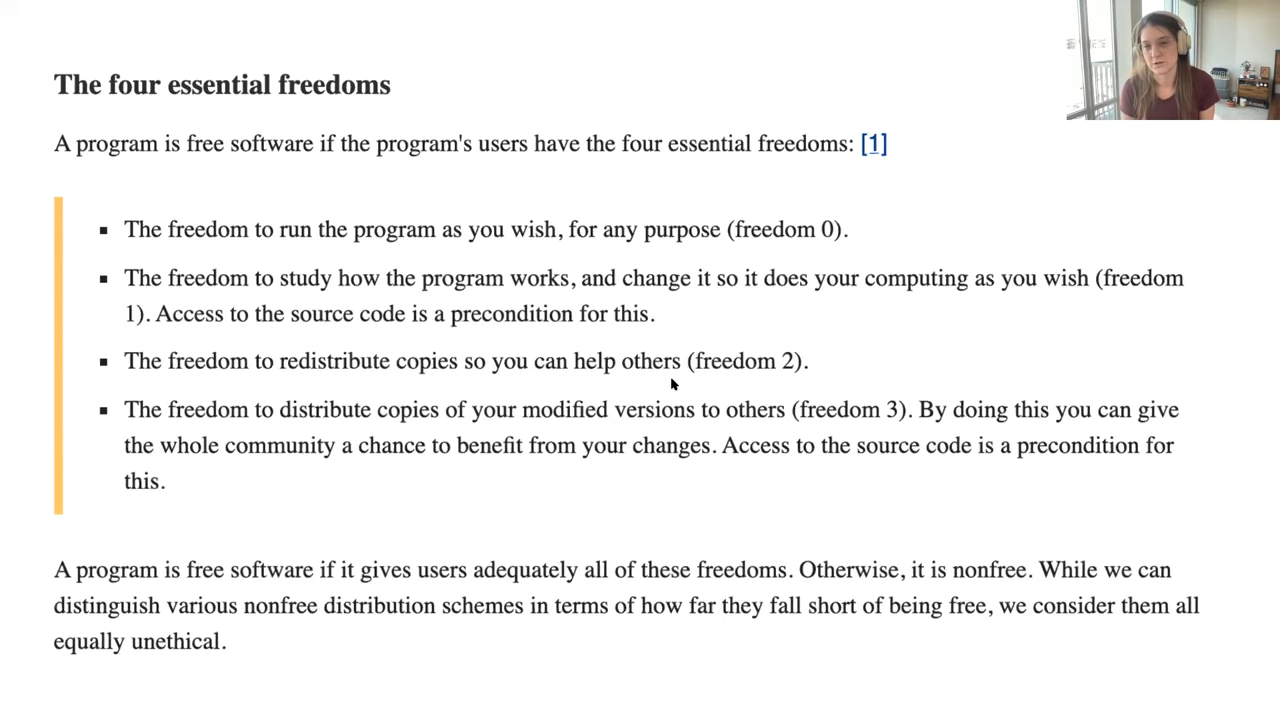 The four essential freedoms
A program is free software if the program's users have the four essential freedoms: [1]
▪ The freedom to run the program as you wish, for any purpose (freedom 0).
▪ The freedom to study how the program works, and change it so it does your computing as you wish (freedom
1). Access to the source code is a precondition for this.
▪ The freedom to redistribute copies so you can help others (freedom 2).
▪ The freedom to distribute copies of your modified versions to others (freedom 3). By doing this you can give
the whole community a chance to benefit from your changes. Access to the source code is a precondition for
this.
A program is free software if it gives users adequately all of these freedoms. Otherwise, it is nonfree. While we can
distinguish various nonfree distribution schemes in terms of how far they fall short of being free, we consider them all
equally unethical.